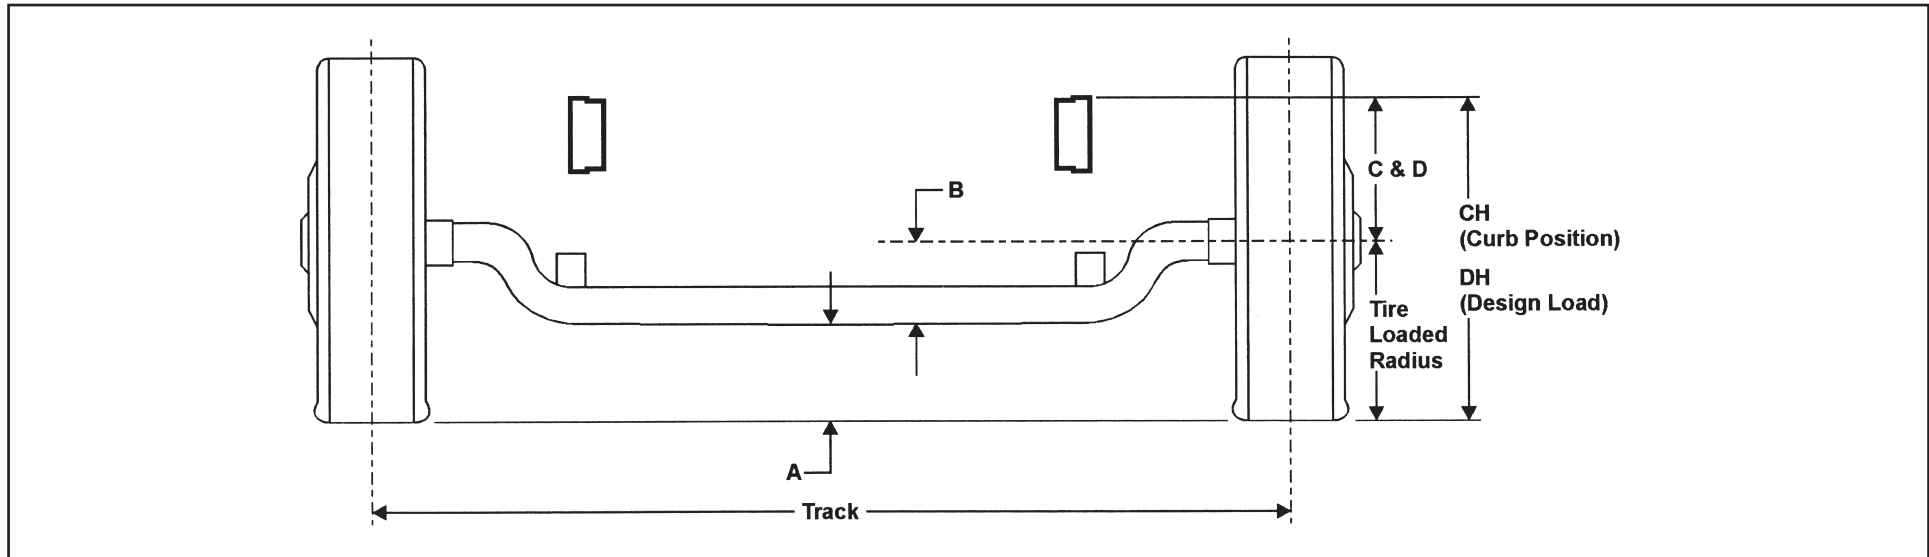 B
C & D
CH
(Curb Position)
DH
(Design Load)
Tire
Loaded
Radius
A
Track